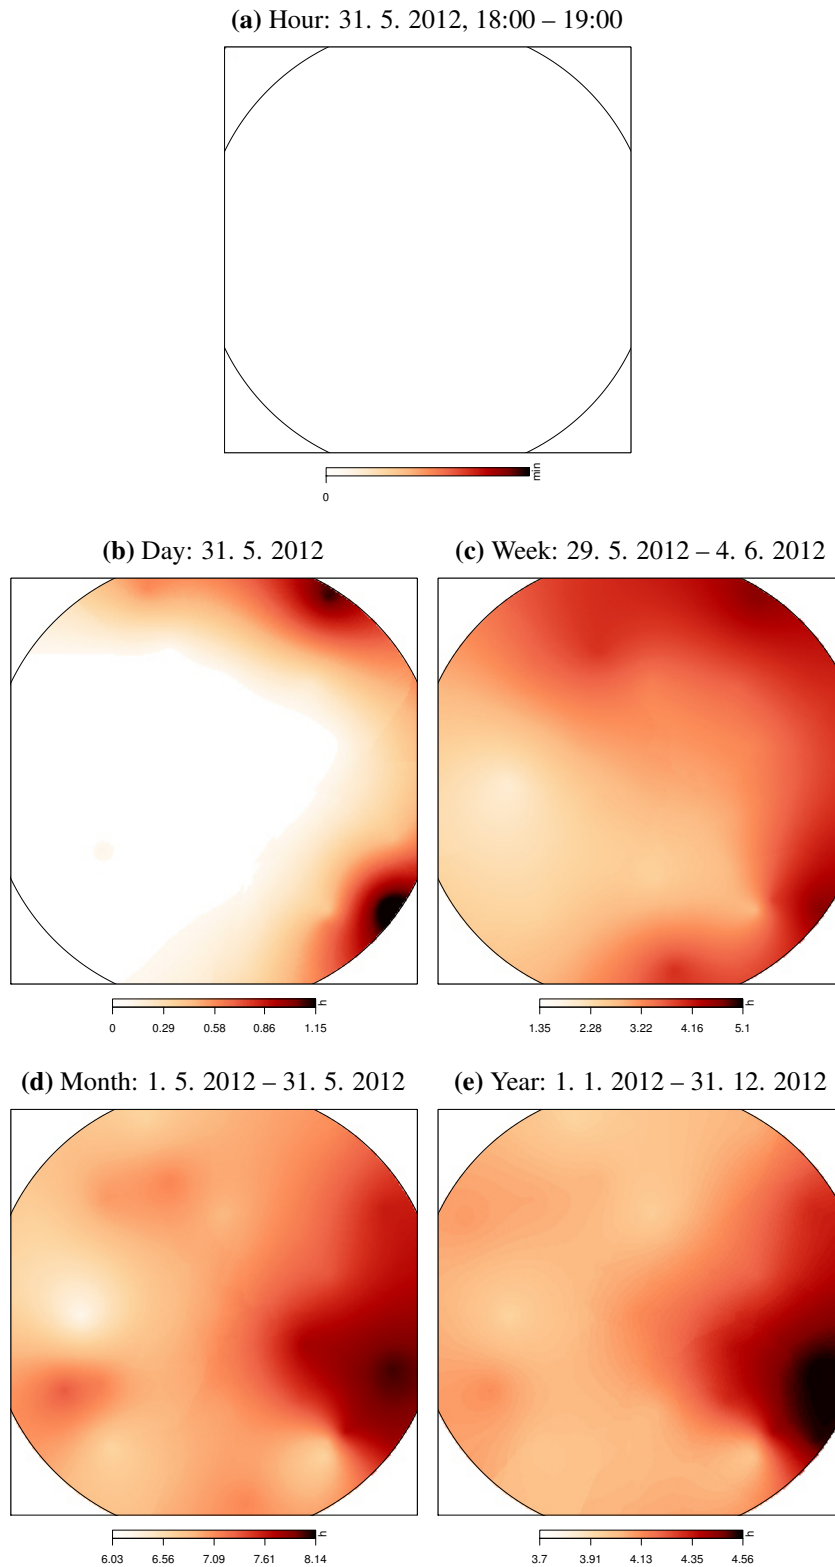 (a) Hour: 31. 5. 2012, 18:00 – 19:00
0
min
(b) Day: 31. 5. 2012
(c) Week: 29. 5. 2012 – 4. 6. 2012
h
0 0.29 0.58 0.86 1.15
h
1.35 2.28 3.22 4.16 5.1
(d) Month: 1. 5. 2012 – 31. 5. 2012
(e) Year: 1. 1. 2012 – 31. 12. 2012
h
6.03 6.56 7.09 7.61 8.14
h
3.7 3.91 4.13 4.35 4.56